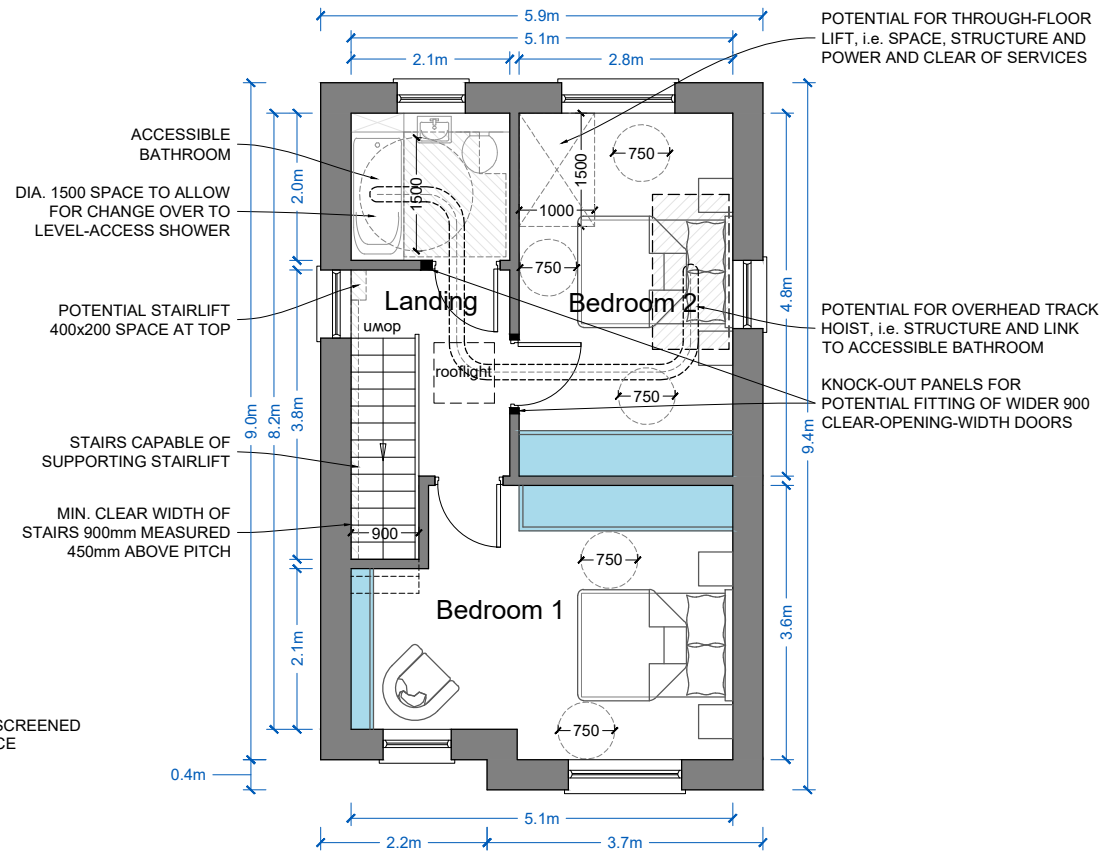 5.9m
5.1m
2.1m
2.8m
POTENTIAL FOR THROUGH-FLOOR
LIFT, i.e. SPACE, STRUCTURE AND
POWER AND CLEAR OF SERVICES
ACCESSIBLE
BATHROOM
DIA. 1500 SPACE TO ALLOW
FOR CHANGE OVER TO
LEVEL-ACCESS SHOWER
POTENTIAL STAIRLIFT
400x200 SPACE AT TOP
STAIRS CAPABLE OF
SUPPORTING STAIRLIFT
MIN. CLEAR WIDTH OF
STAIRS 900mm MEASURED
450mm ABOVE PITCH
SCREENED
CE
9.0m
8.2m
2.0m
3.8m
2.1m
0.4m
1500
1500
1000
750
750
Landing
Bedroom 2
down
rooflight
750
900
750
Bedroom 1
750
4.8m
9.4m
3.6m
POTENTIAL FOR OVERHEAD TRACK
HOIST, i.e. STRUCTURE AND LINK
TO ACCESSIBLE BATHROOM
KNOCK-OUT PANELS FOR
POTENTIAL FITTING OF WIDER 900
CLEAR-OPENING-WIDTH DOORS
5.1m
2.2m
3.7m